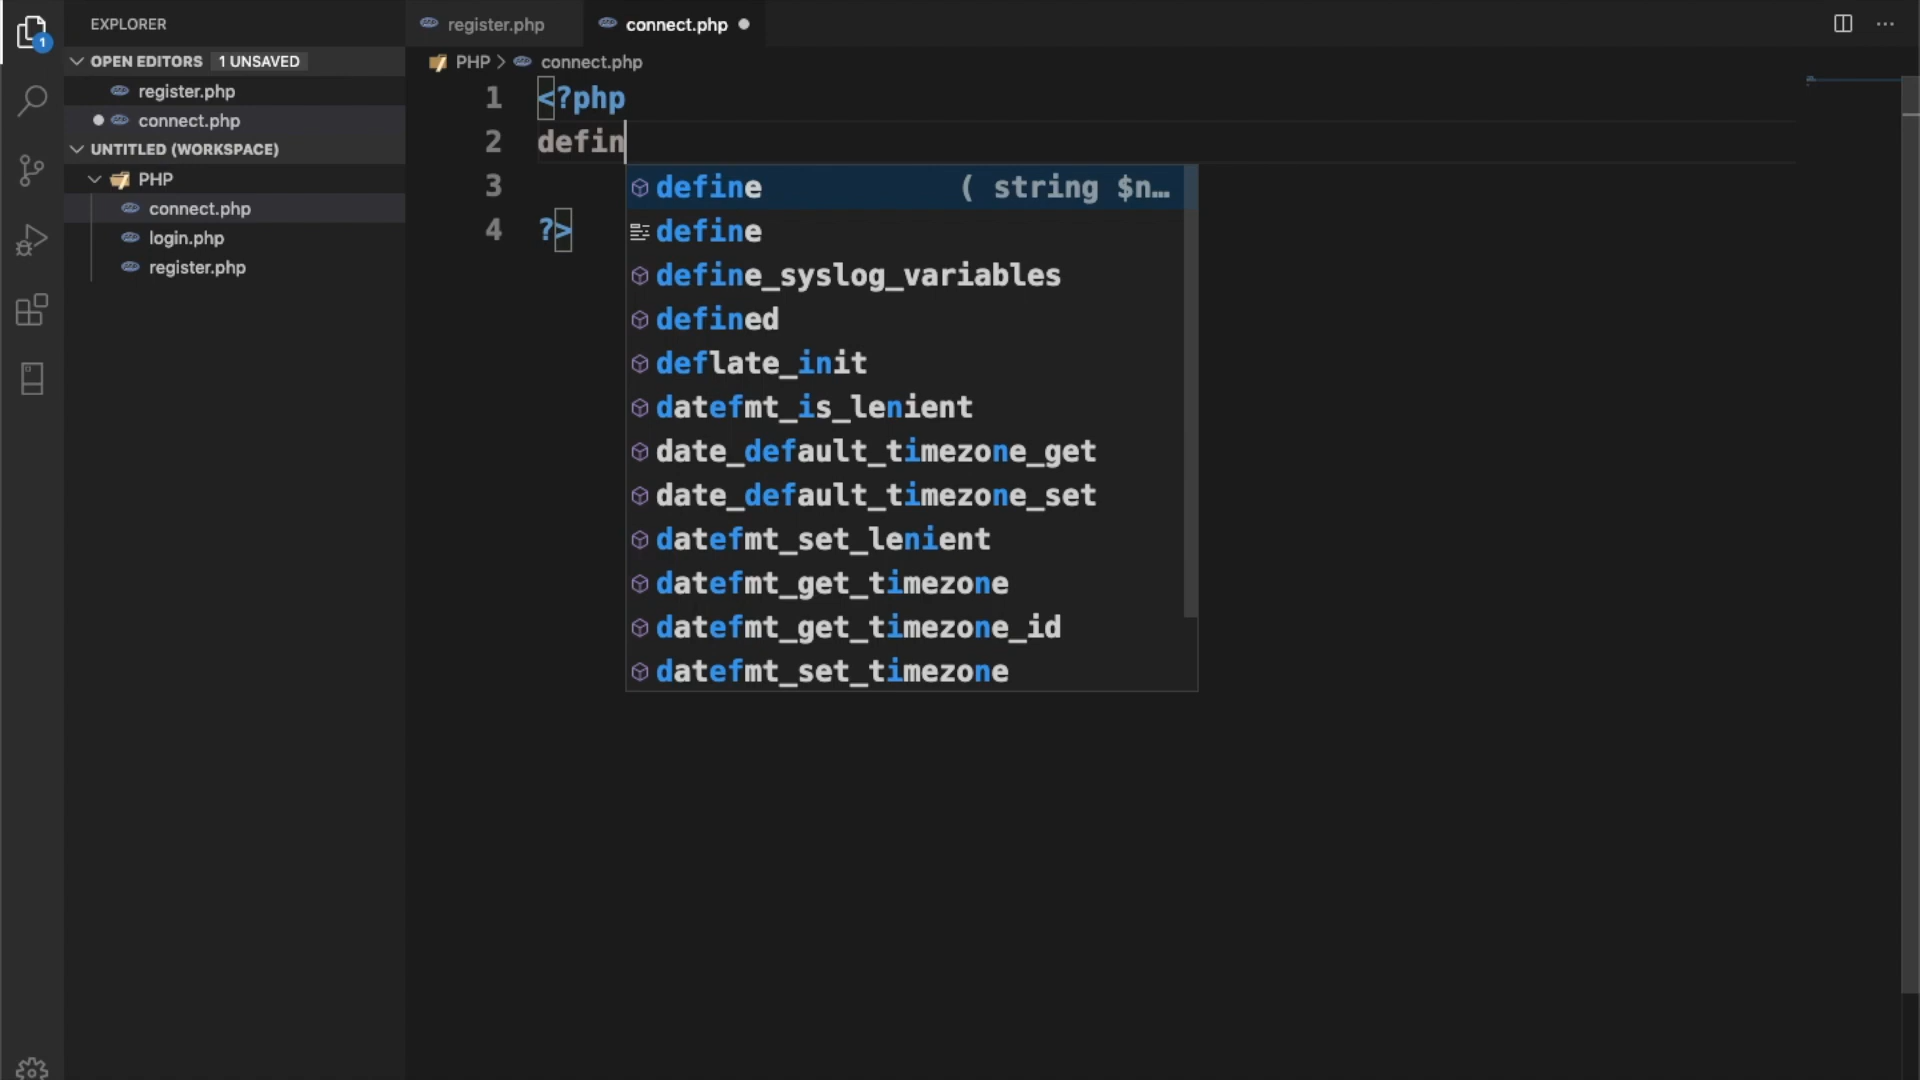 EXPLORER
OPEN EDITORS 1 UNSAVED
register.php
connect.php
UNTITLED (WORKSPACE)
PHP
connect.php
login.php
register.php
1
register.php
connect.php
PHP > connect.php
1 <?php
2 defin
3
4 ?>
define ( string $n…
define
define_syslog_variables
defined
deflate_init
datefmt_is_lenient
date_default_timezone_get
date_default_timezone_set
datefmt_set_lenient
datefmt_get_timezone
datefmt_get_timezone_id
datefmt_set_timezone